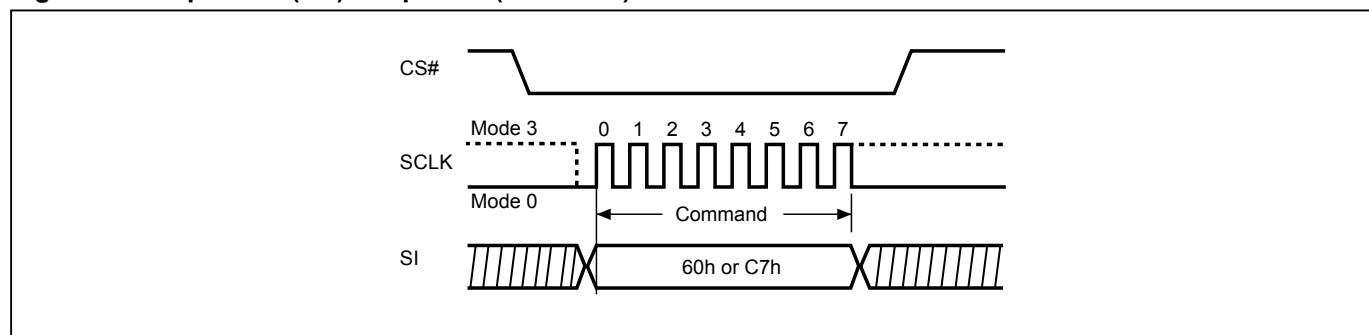 CS#
Mode 3
0 1 2 3 4 5 6 7
SCLK
Mode 0
Command
SI
60h or C7h